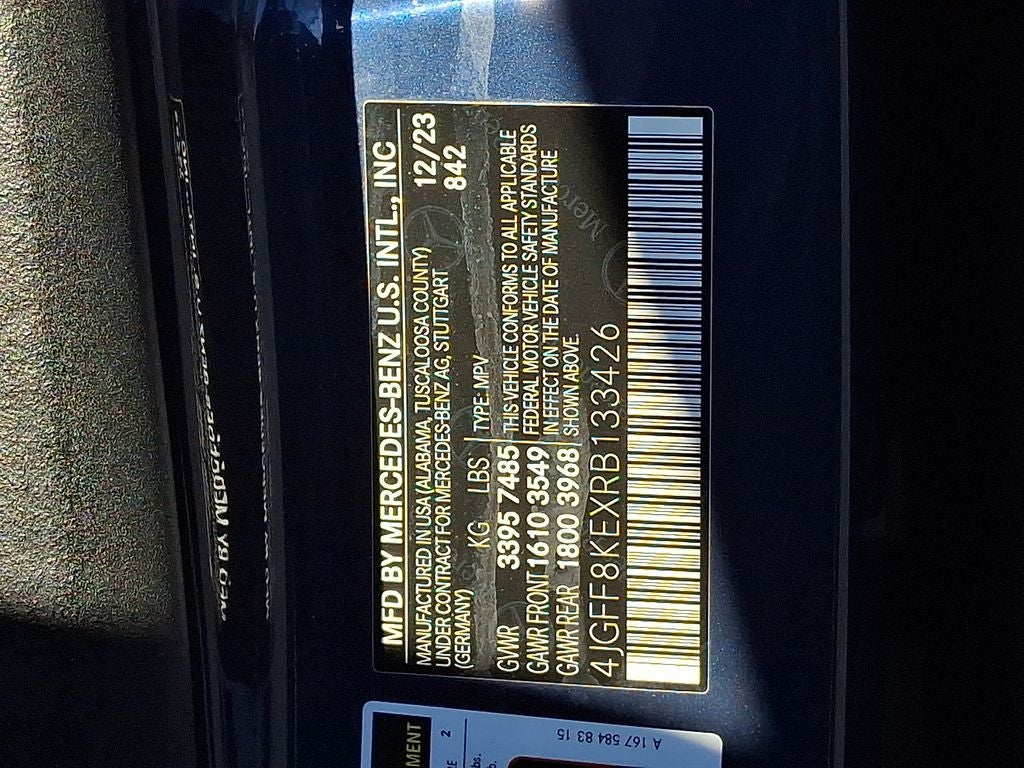 MFD BY MERCEDES-BENZ U.S. INTL., INC
MANUFACTURED IN USA (ALABAMA, TUSCALOOSA COUNTY) 12/23
UNDER CONTRACT FOR MERCEDES-BENZ AG, STUTTGART 842
(GERMANY) KG LBS TYPE: MPV
GVWR 3395 7485 THIS VEHICLE CONFORMS TO ALL APPLICABLE
GAWR FRONT 1610 3549 FEDERAL MOTOR VEHICLE SAFETY STANDARDS
GAWR REAR 1800 3968 IN EFFECT ON THE DATE OF MANUFACTURE
SHOWN ABOVE.
4JGFF8KEXRB133426
A 167 584 83 15
2